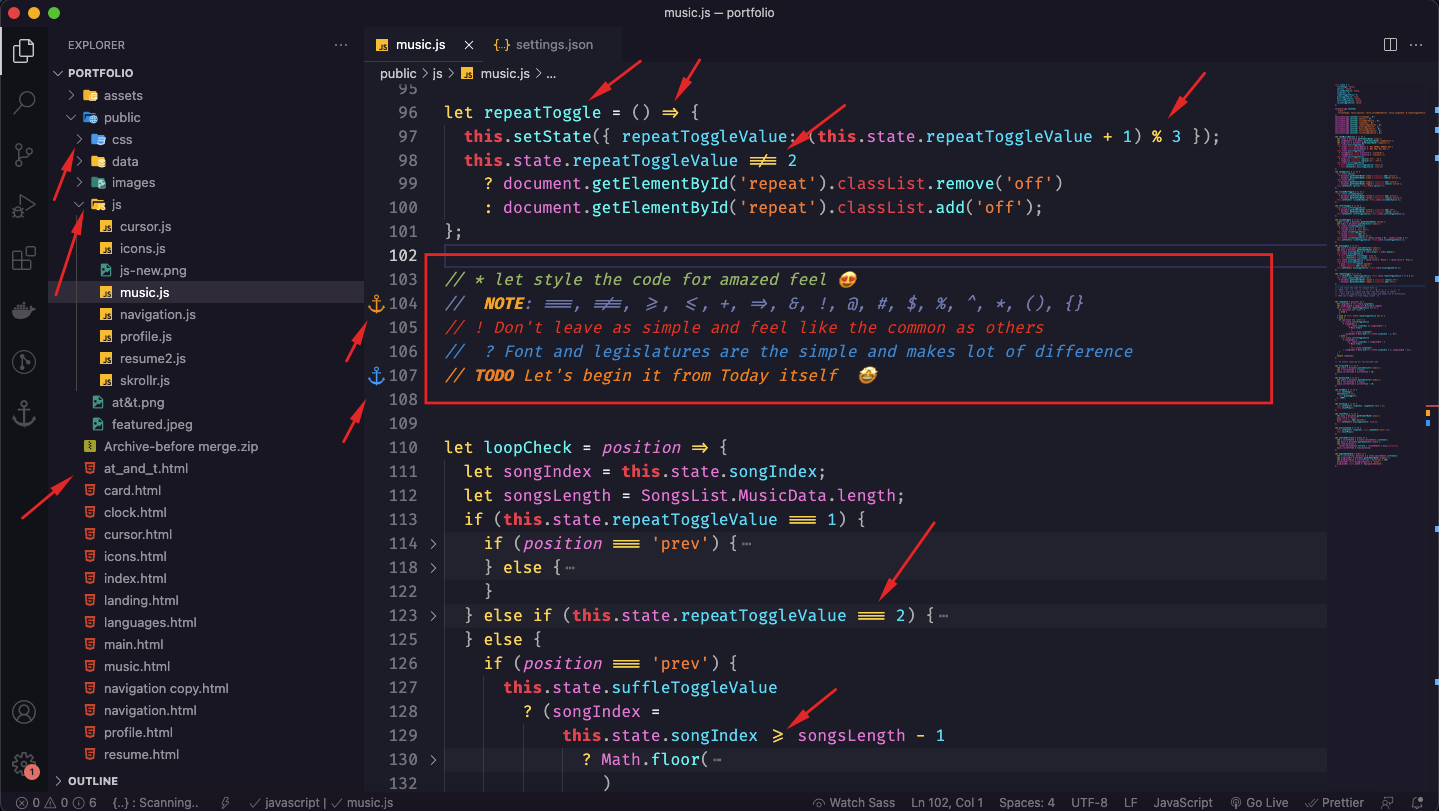 music.js — portfolio
EXPLORER
PORTFOLIO
assets
public
css
data
images
js
cursor.js
icons.js
js-new.png
music.js
navigation.js
profile.js
resume2.js
skrollr.js
at&t.png
featured.jpeg
Archive-before merge.zip
at_and_t.html
card.html
clock.html
cursor.html
icons.html
index.html
landing.html
languages.html
main.html
music.html
navigation copy.html
navigation.html
profile.html
resume.html
OUTLINE
music.js
{..} settings.json
public > js > music.js > ...
95
96 let repeatToggle = () => {
97 this.setState({ repeatToggleValue: (this.state.repeatToggleValue + 1) % 3 });
98 this.state.repeatToggleValue !== 2
99 ? document.getElementById('repeat').classList.remove('off')
100 : document.getElementById('repeat').classList.add('off');
101 };
102
103 // * let style the code for amazed feel 😍
104 // NOTE: ===, !==, >=, <=, +, =>, &, !, @, #, $, %, ^, *, (), {}
105 // ! Don't leave as simple and feel like the common as others
106 // ? Font and legislatures are the simple and makes lot of difference
107 // TODO Let's begin it from Today itself 🤩
108
109
110 let loopCheck = position => {
111 let songIndex = this.state.songIndex;
112 let songsLength = SongsList.MusicData.length;
113 if (this.state.repeatToggleValue === 1) {
114 if (position === 'prev') {⋯
118 } else {⋯
122 }
123 } else if (this.state.repeatToggleValue === 2) {⋯
125 } else {
126 if (position === 'prev') {
127 this.state.suffleToggleValue
128 ? (songIndex =
129 this.state.songIndex >= songsLength - 1
130 ? Math.floor(⋯
132 )
1
0 0 6 {..} : Scanning.. javascript | music.js Watch Sass Ln 102, Col 1 Spaces: 4 UTF-8 LF JavaScript Go Live Prettier